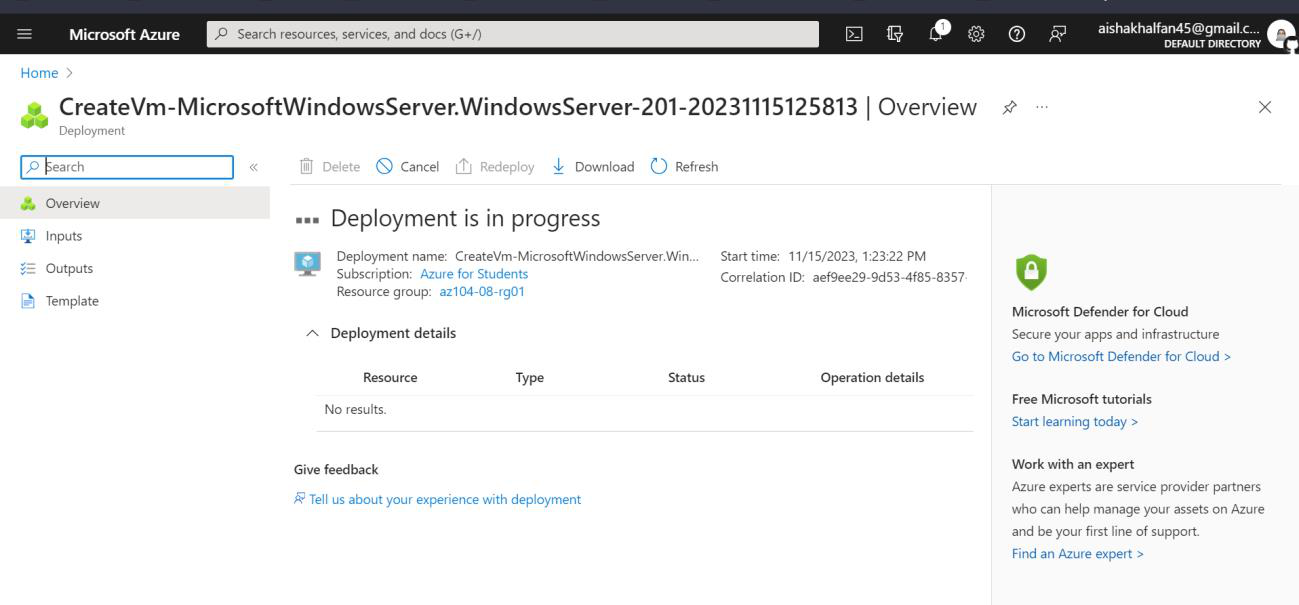 Microsoft Azure
Search resources, services, and docs (G+/)
1
aishakhalfan45@gmail.c...
DEFAULT DIRECTORY
Home >
CreateVm-MicrosoftWindowsServer.WindowsServer-201-20231115125813 | Overview
Deployment
Search
«
Delete
Cancel
Redeploy
Download
Refresh
Overview
Inputs
Outputs
Template
Deployment is in progress
Deployment name: CreateVm-MicrosoftWindowsServer.Win...
Subscription: Azure for Students
Resource group: az104-08-rg01
Start time: 11/15/2023, 1:23:22 PM
Correlation ID: aef9ee29-9d53-4f85-8357-
Deployment details
Resource Type Status Operation details
No results.
Give feedback
Tell us about your experience with deployment
Microsoft Defender for Cloud
Secure your apps and infrastructure
Go to Microsoft Defender for Cloud >
Free Microsoft tutorials
Start learning today >
Work with an expert
Azure experts are service provider partners
who can help manage your assets on Azure
and be your first line of support.
Find an Azure expert >